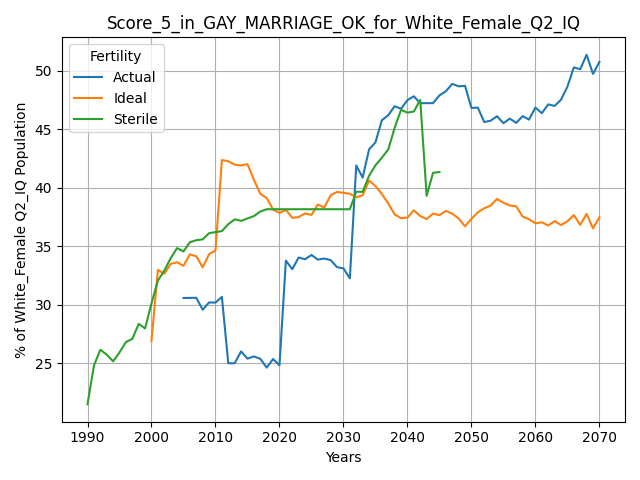 Score_5_in_GAY_MARRIAGE_OK_for_White_Female_Q2_IQ
Fertility
Actual
Ideal
Sterile
% of White_Female Q2_IQ Population
50
45
40
35
30
25
1990 2000 2010 2020 2030 2040 2050 2060 2070
Years